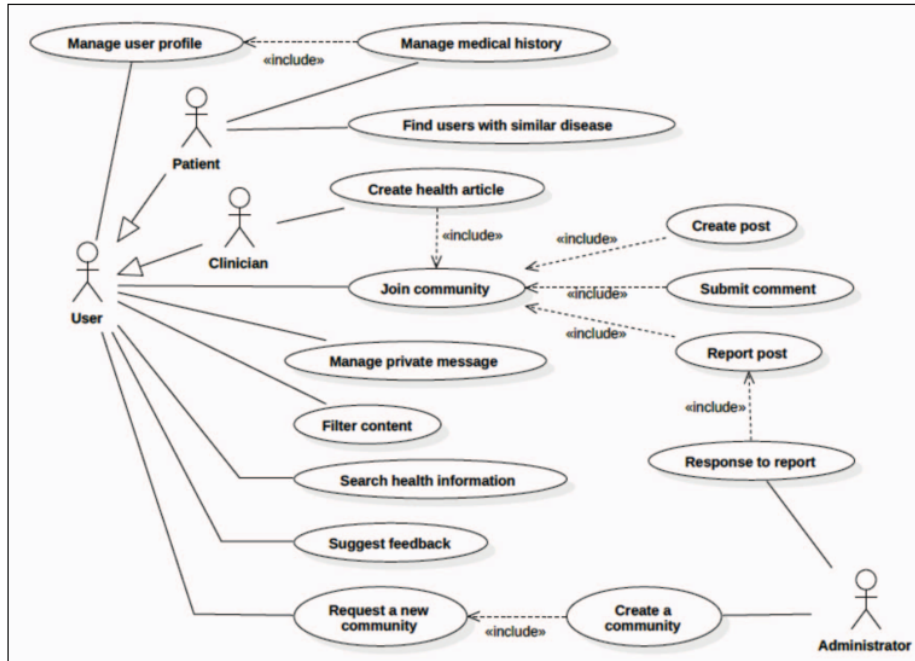 Manage user profile
«include»
Manage medical history
Patient
Find users with similar disease
Create health article
Clinician
«include»
Create post
«include»
User
Join community
«include»
Submit comment
«include»
Manage private message
Report post
«include»
Filter content
Response to report
Search health information
Suggest feedback
Request a new
community
«include»
Create a
community
Administrator